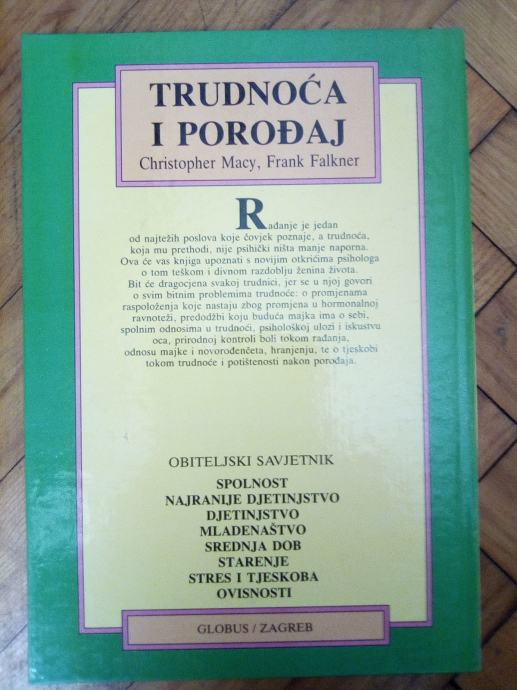 TRUDNOĆA
I POROĐAJ
Christopher Macy, Frank Falkner
Rađanje je jedan
od najtežih poslova koje čovjek poznaje, a trudnoća,
koja mu prethodi, nije psihički ništa manje naporna.
Ova će vas knjiga upoznati s novijim otkrićima psihologa
o tom teškom i divnom razdoblju ženina života.
Bit će dragocjena svakoj trudnici, jer se u njoj govori
o svim bitnim problemima trudnoće: o promjenama
raspoloženja koje nastaju zbog promjena u hormonalnoj
ravnoteži, predodžbi koju buduća majka ima o sebi,
spolnim odnosima u trudnoći, psihološkoj ulozi i iskustvu
oca, prirodnoj kontroli boli tokom rađanja,
odnosu majke i novorođenčeta, hranjenju, te o tjeskobi
tokom trudnoće i potištenosti nakon porođaja.
OBITELJSKI SAVJETNIK
SPOLNOST
NAJRANIJE DJETINJSTVO
DJETINJSTVO
MLADENAŠTVO
SREDNJA DOB
STARENJE
STRES I TJESKOBA
OVISNOSTI
GLOBUS / ZAGREB